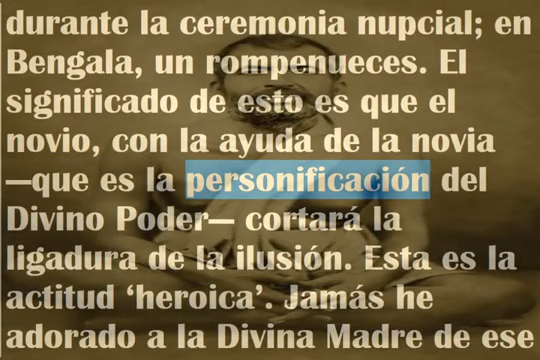 durante la ceremonia nupcial; en
Bengala, un rompenueces. El
significado de esto es que el
novio, con la ayuda de la novia
—que es la personificación del
Divino Poder— cortará la
ligadura de la ilusión. Esta es la
actitud ‘heroica’. Jamás he
adorado a la Divina Madre de ese